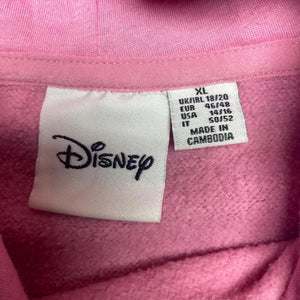 Disney
XL
UK/IRL 18/20
EUR 46/48
USA 14/16
IT 50/52
MADE IN
CAMBODIA